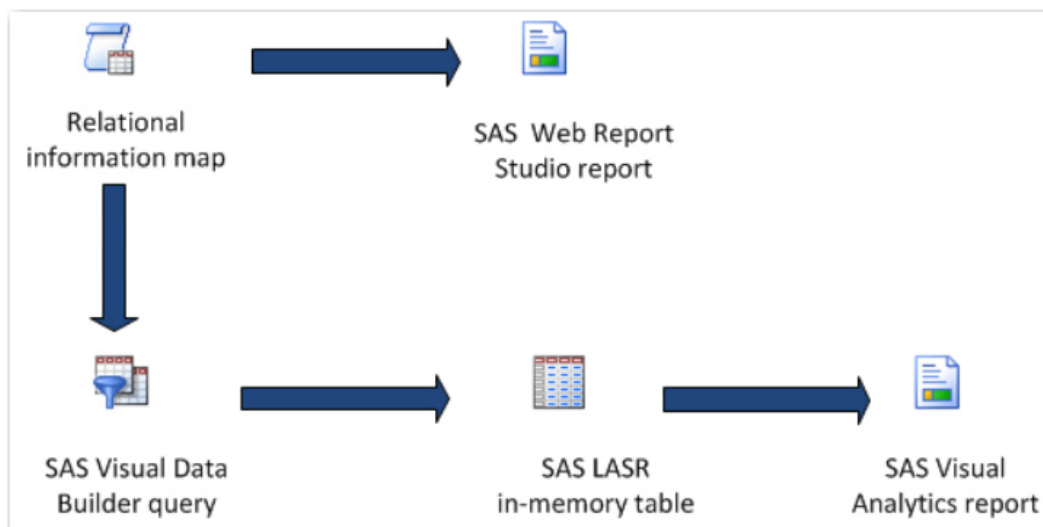 Relational
information map
SAS Web Report
Studio report
SAS Visual Data
Builder query
SAS LASR
in-memory table
SAS Visual
Analytics report